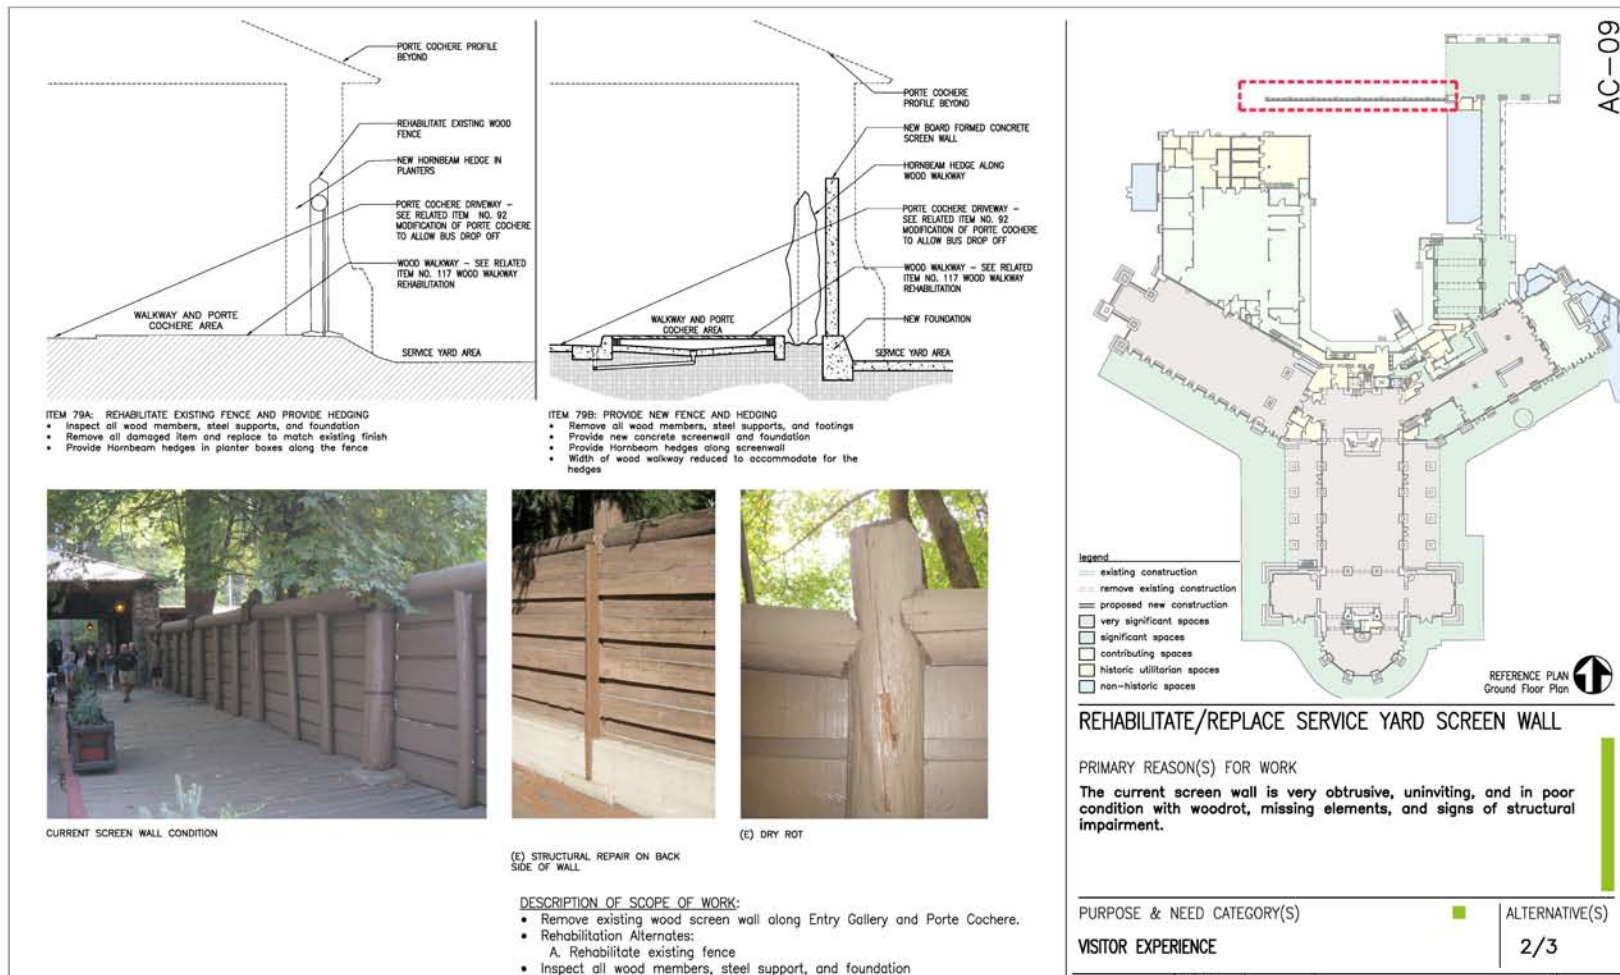 PORTE COCHERE PROFILE
BEYOND
REHABILITATE EXISTING WOOD
FENCE
NEW HORNBEAM HEDGE IN
PLANTERS
PORTE COCHERE DRIVEWAY –
SEE RELATED ITEM NO. 92
MODIFICATION OF PORTE COCHERE
TO ALLOW BUS DROP OFF
WOOD WALKWAY – SEE RELATED
ITEM NO. 117 WOOD WALKWAY
REHABILITATION
WALKWAY AND PORTE
COCHERE AREA
SERVICE YARD AREA
ITEM 79A: REHABILITATE EXISTING FENCE AND PROVIDE HEDGING
• Inspect all wood members, steel supports, and foundation
• Remove all damaged item and replace to match existing finish
• Provide Hornbeam hedges in planter boxes along the fence
PORTE COCHERE
PROFILE BEYOND
NEW BOARD FORMED CONCRETE
SCREEN WALL
HORNBEAM HEDGE ALONG
WOOD WALKWAY
PORTE COCHERE DRIVEWAY –
SEE RELATED ITEM NO. 92
MODIFICATION OF PORTE COCHERE
TO ALLOW BUS DROP OFF
WOOD WALKWAY – SEE RELATED
ITEM NO. 117 WOOD WALKWAY
REHABILITATION
WALKWAY AND PORTE
COCHERE AREA
NEW FOUNDATION
SERVICE YARD AREA
ITEM 79B: PROVIDE NEW FENCE AND HEDGING
• Remove all wood members, steel supports, and footings
• Provide new concrete screenwall and foundation
• Provide Hornbeam hedges along screenwall
• Width of wood walkway reduced to accommodate for the
hedges
CURRENT SCREEN WALL CONDITION
(E) STRUCTURAL REPAIR ON BACK
SIDE OF WALL
(E) DRY ROT
DESCRIPTION OF SCOPE OF WORK:
• Remove existing wood screen wall along Entry Gallery and Porte Cochere.
• Rehabilitation Alternates:
A. Rehabilitate existing fence
• Inspect all wood members, steel support, and foundation
AC-09
legend
existing construction
remove existing construction
proposed new construction
very significant spaces
significant spaces
contributing spaces
historic utilitarian spaces
non-historic spaces
REFERENCE PLAN
Ground Floor Plan
REHABILITATE/REPLACE SERVICE YARD SCREEN WALL
PRIMARY REASON(S) FOR WORK
The current screen wall is very obtrusive, uninviting, and in poor
condition with woodrot, missing elements, and signs of structural
impairment.
PURPOSE & NEED CATEGORY(S)
VISITOR EXPERIENCE
ALTERNATIVE(S)
2/3